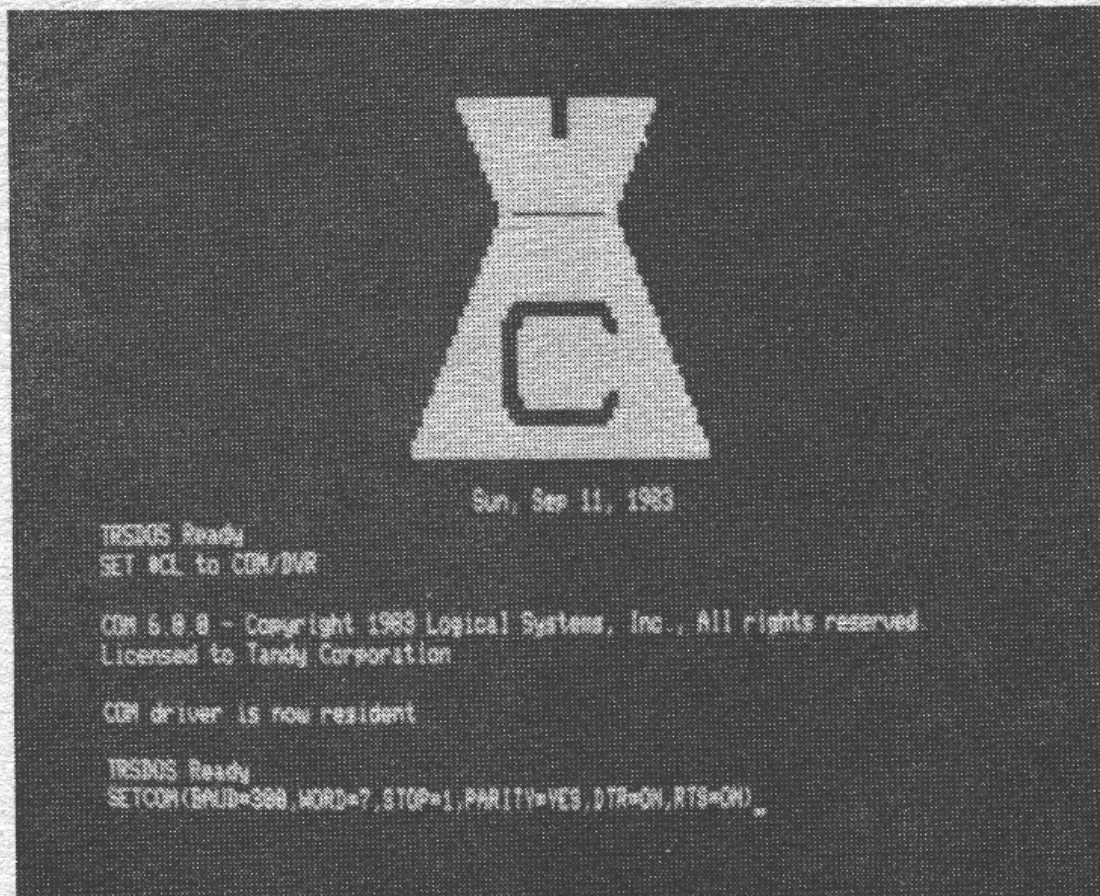 C
Sun, Sep 11, 1983
TRSDOS Ready
SET *CL to COM/DVR
COM 6.0.0 - Copyright 1983 Logical Systems, Inc., All rights reserved.
Licensed to Tandy Corporation
COM driver is now resident
TRSDOS Ready
SETCOM(BAUD=300,WORD=7,STOP=1,PARITY=YES,DTR=ON,RTS=ON)_